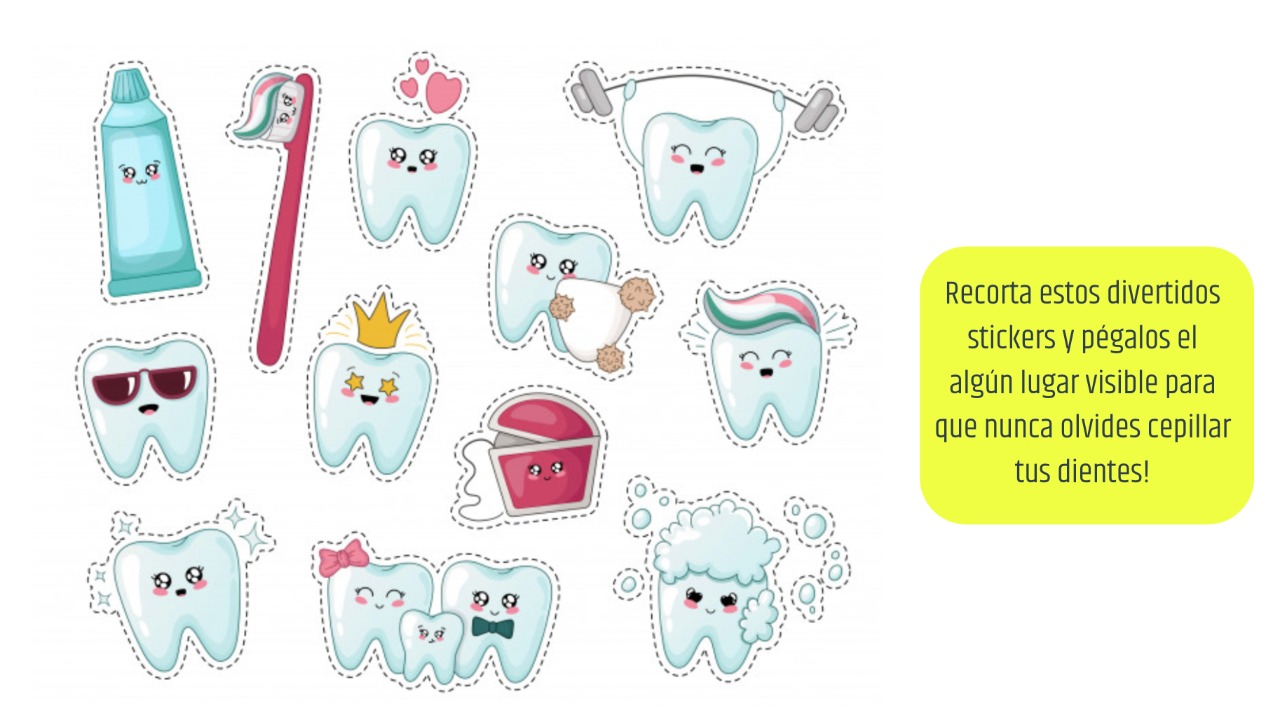 Recorta estos divertidos
stickers y pégalos el
algún lugar visible para
que nunca olvides cepillar
tus dientes!